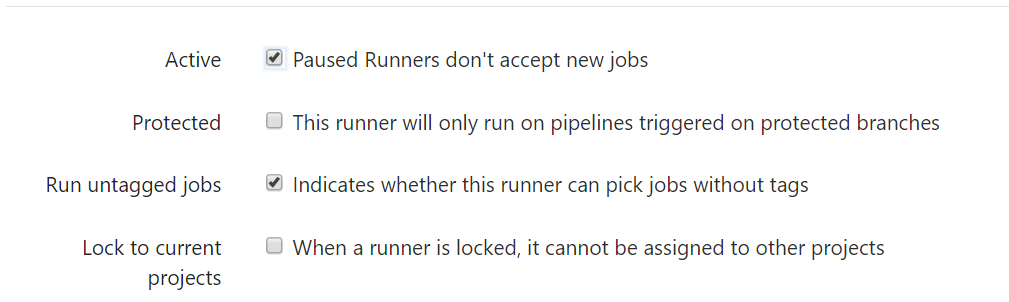 Active Paused Runners don't accept new jobs
Protected This runner will only run on pipelines triggered on protected branches
Run untagged jobs Indicates whether this runner can pick jobs without tags
Lock to current When a runner is locked, it cannot be assigned to other projects
projects